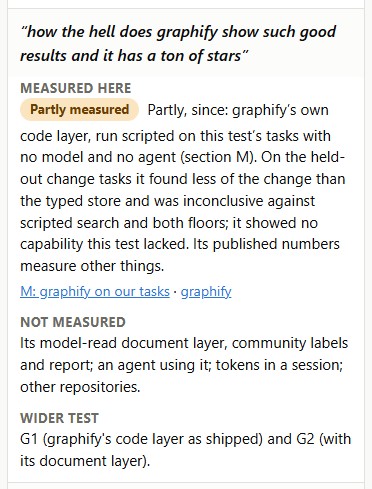 “how the hell does graphify show such good
results and it has a ton of stars”
MEASURED HERE
Partly measured Partly, since: graphify’s own
code layer, run scripted on this test’s tasks with
no model and no agent (section M). On the held-
out change tasks it found less of the change than
the typed store and was inconclusive against
scripted search and both floors; it showed no
capability this test lacked. Its published numbers
measure other things.
M: graphify on our tasks · graphify
NOT MEASURED
Its model-read document layer, community labels
and report; an agent using it; tokens in a session;
other repositories.
WIDER TEST
G1 (graphify's code layer as shipped) and G2 (with
its document layer).